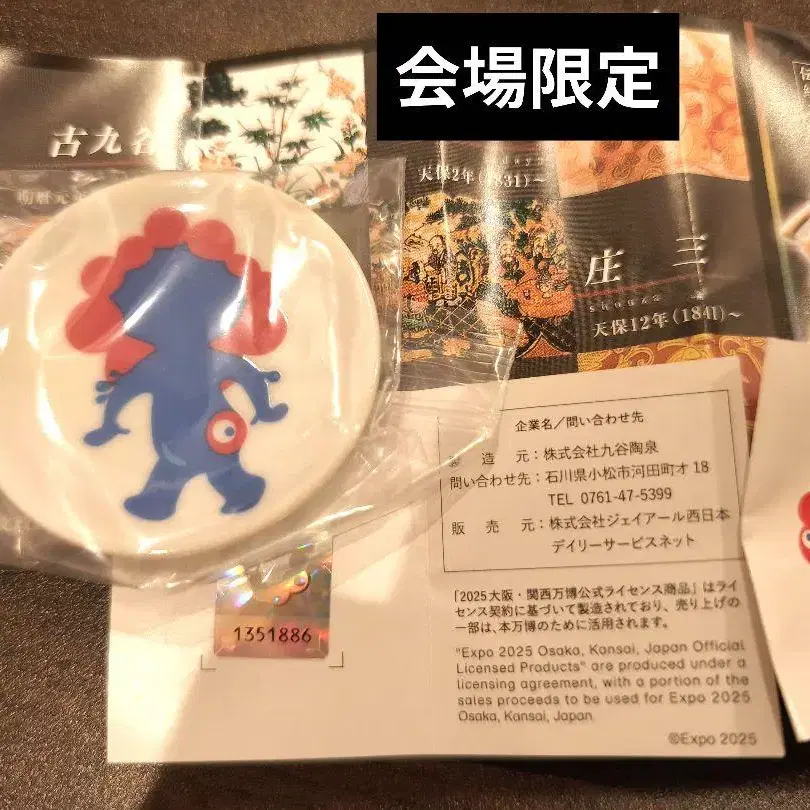 会場限定
古九谷
天保2年(1831)~
庄三
天保12年(1841)~
企業名/問い合わせ先
製 造 元:株式会社九谷陶泉
問い合わせ先:石川県小松市河田町オ18
TEL 0761-47-5399
販 売 元:株式会社ジェイアール西日本
デイリーサービスネット
1351886
「2025大阪・関西万博公式ライセンス商品」はライ
センス契約に基づいて製造されており、売り上げの
一部は、本万博のために活用されます。
"Expo 2025 Osaka, Kansai, Japan Official
Licensed Products" are produced under a
licensing agreement, with a portion of the
sales proceeds to be used for Expo 2025
Osaka, Kansai, Japan.
©Expo 2025